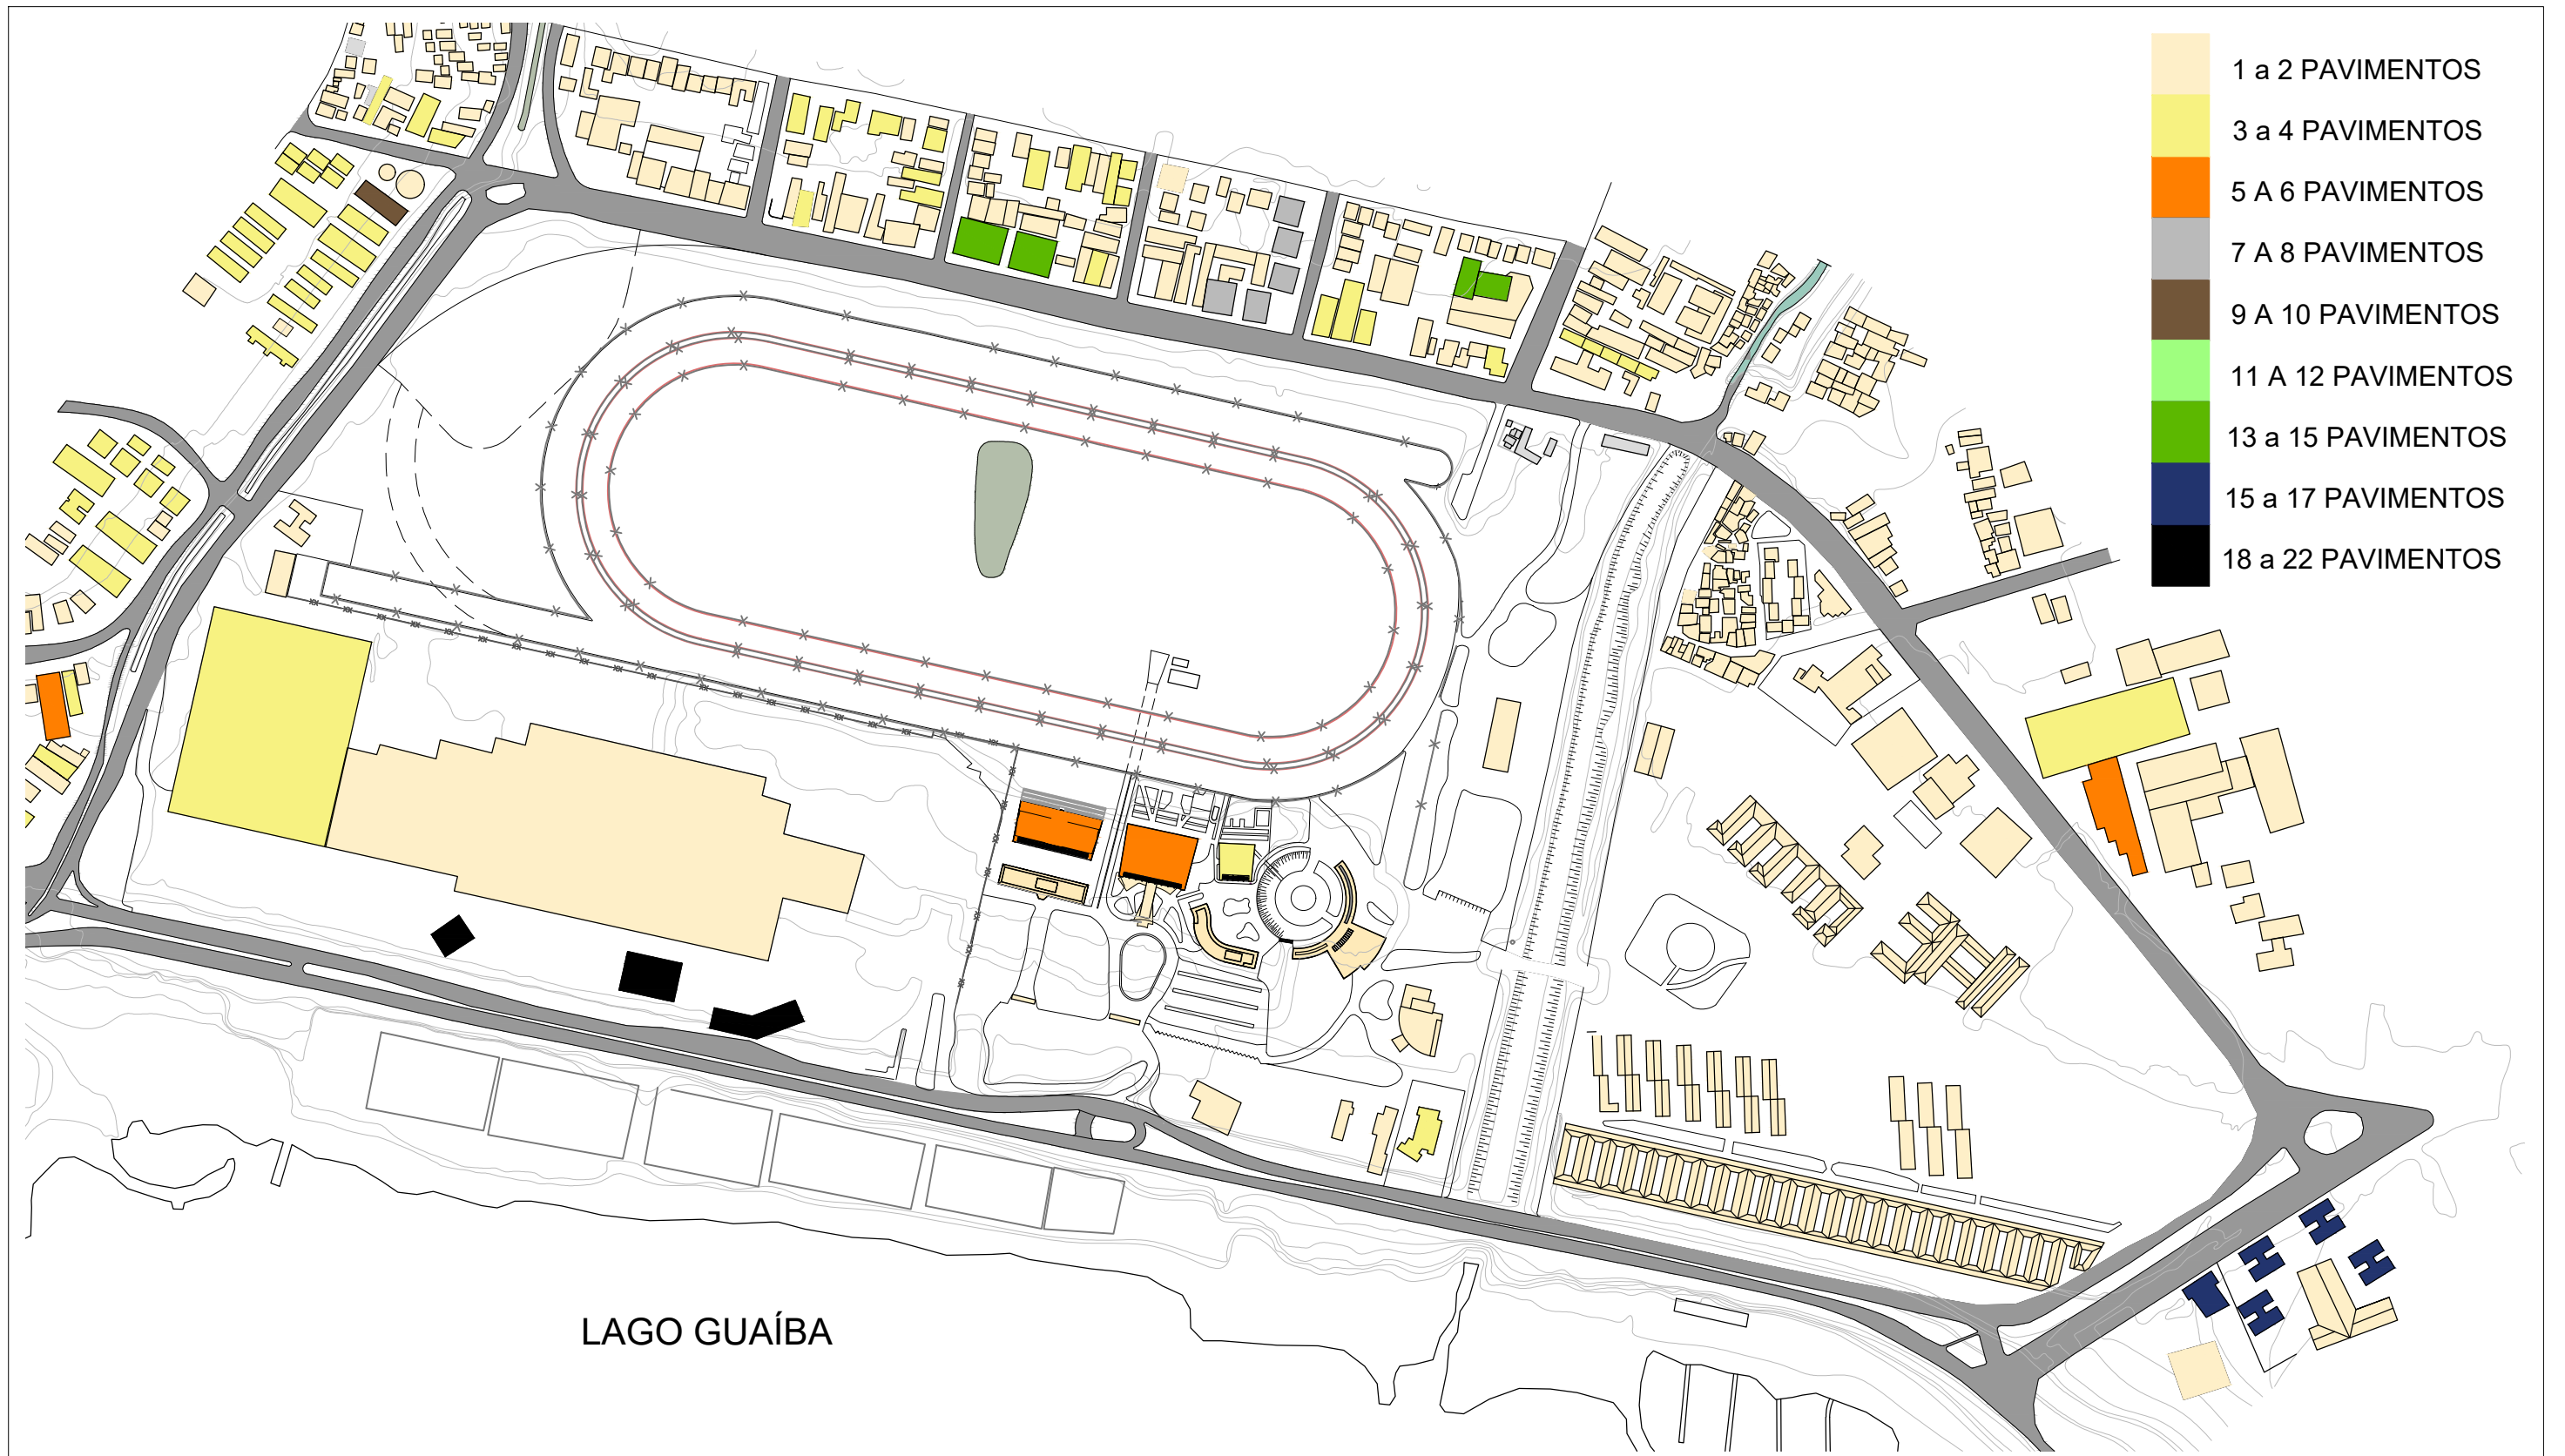 1 a 2 PAVIMENTOS
3 a 4 PAVIMENTOS
5 A 6 PAVIMENTOS
7 A 8 PAVIMENTOS
9 A 10 PAVIMENTOS
11 A 12 PAVIMENTOS
13 a 15 PAVIMENTOS
15 a 17 PAVIMENTOS
18 a 22 PAVIMENTOS
LAGO GUAÍBA